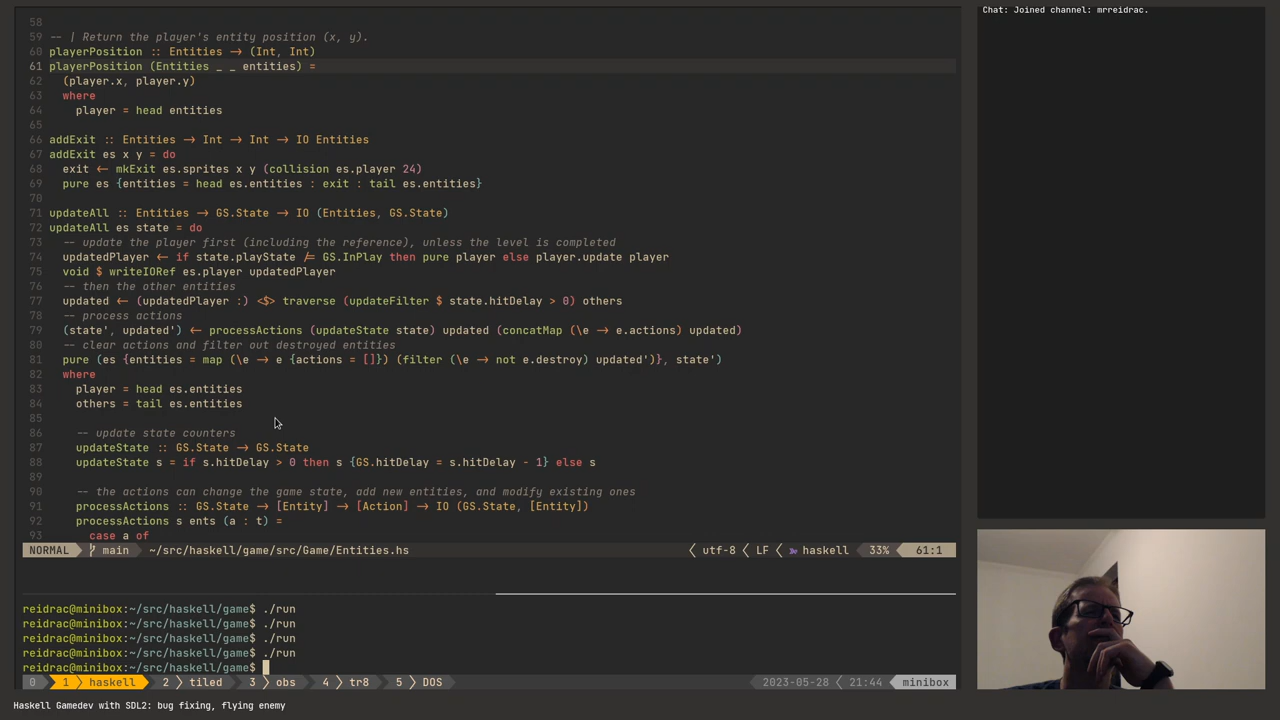 58
59 -- | Return the player's entity position (x, y).
60 playerPosition :: Entities → (Int, Int)
61 playerPosition (Entities _ _ entities) =
62   (player.x, player.y)
63   where
64     player = head entities
65
66 addExit :: Entities → Int → Int → IO Entities
67 addExit es x y = do
68   exit ← mkExit es.sprites x y (collision es.player 24)
69   pure es {entities = head es.entities : exit : tail es.entities}
70
71 updateAll :: Entities → GS.State → IO (Entities, GS.State)
72 updateAll es state = do
73   -- update the player first (including the reference), unless the level is completed
74   updatedPlayer ← if state.playState /= GS.InPlay then pure player else player.update player
75   void $ writeIORef es.player updatedPlayer
76   -- then the other entities
77   updated ← (updatedPlayer :) <$> traverse (updateFilter $ state.hitDelay > 0) others
78   -- process actions
79   (state', updated') ← processActions (updateState state) updated (concatMap (\e → e.actions) updated)
80   -- clear actions and filter out destroyed entities
81   pure (es {entities = map (\e → e {actions = []}) (filter (\e → not e.destroy) updated')}, state')
82   where
83     player = head es.entities
84     others = tail es.entities
85
86     -- update state counters
87     updateState :: GS.State → GS.State
88     updateState s = if s.hitDelay > 0 then s {GS.hitDelay = s.hitDelay - 1} else s
89
90     -- the actions can change the game state, add new entities, and modify existing ones
91     processActions :: GS.State → [Entity] → [Action] → IO (GS.State, [Entity])
92     processActions s ents (a : t) =
93       case a of
NORMAL main ~/src/haskell/game/src/Game/Entities.hs utf-8 LF haskell 33% 61:1
reidrac@minibox:~/src/haskell/game$ ./run
reidrac@minibox:~/src/haskell/game$ ./run
reidrac@minibox:~/src/haskell/game$ ./run
reidrac@minibox:~/src/haskell/game$ ./run
reidrac@minibox:~/src/haskell/game$
0 1 haskell 2 tiled 3 obs 4 tr8 5 DOS 2023-05-28 21:44 minibox
Haskell Gamedev with SDL2: bug fixing, flying enemy
Chat: Joined channel: mrreidrac.